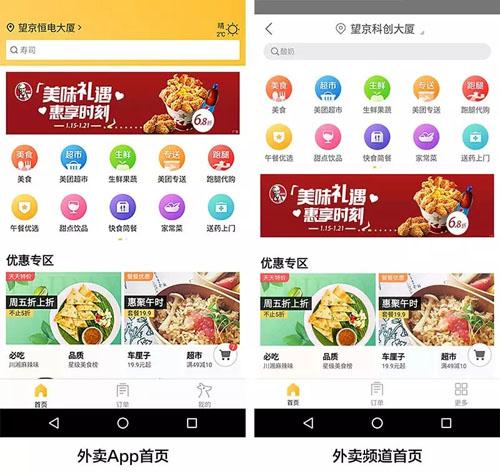 望京恒电大厦
晴
2℃
寿司
美味礼遇
惠享时刻
1.15-1.21
6.8折
美食 超市 生鲜 专送 跑腿
美食 美团超市 生鲜果蔬 美团专送 跑腿代购
午餐优选 甜点饮品 快食简餐 家常菜 送药上门
优惠专区
天天特价
周五折上折
不止5折
聚餐优惠
惠聚午时
套餐19.9
必吃 品质 车厘子 超市
川湘麻辣味 星级美食榜 19.9元起 满49减10
7
首页 订单 我的
外卖App首页
望京科创大厦
酸奶
美食 超市 生鲜 专送 跑腿
美食 美团超市 生鲜果蔬 美团专送 跑腿代购
午餐优选 甜点饮品 快食简餐 家常菜 送药上门
美味礼遇
惠享时刻
1.15-1.21
6.8折
优惠专区
天天特价
周五折上折
不止5折
惠聚午时
套餐19.9
必吃 品质 车厘子 超市
川湘麻辣味 星级美食榜 19.9元起 满49减10
首页 订单 更多
外卖频道首页